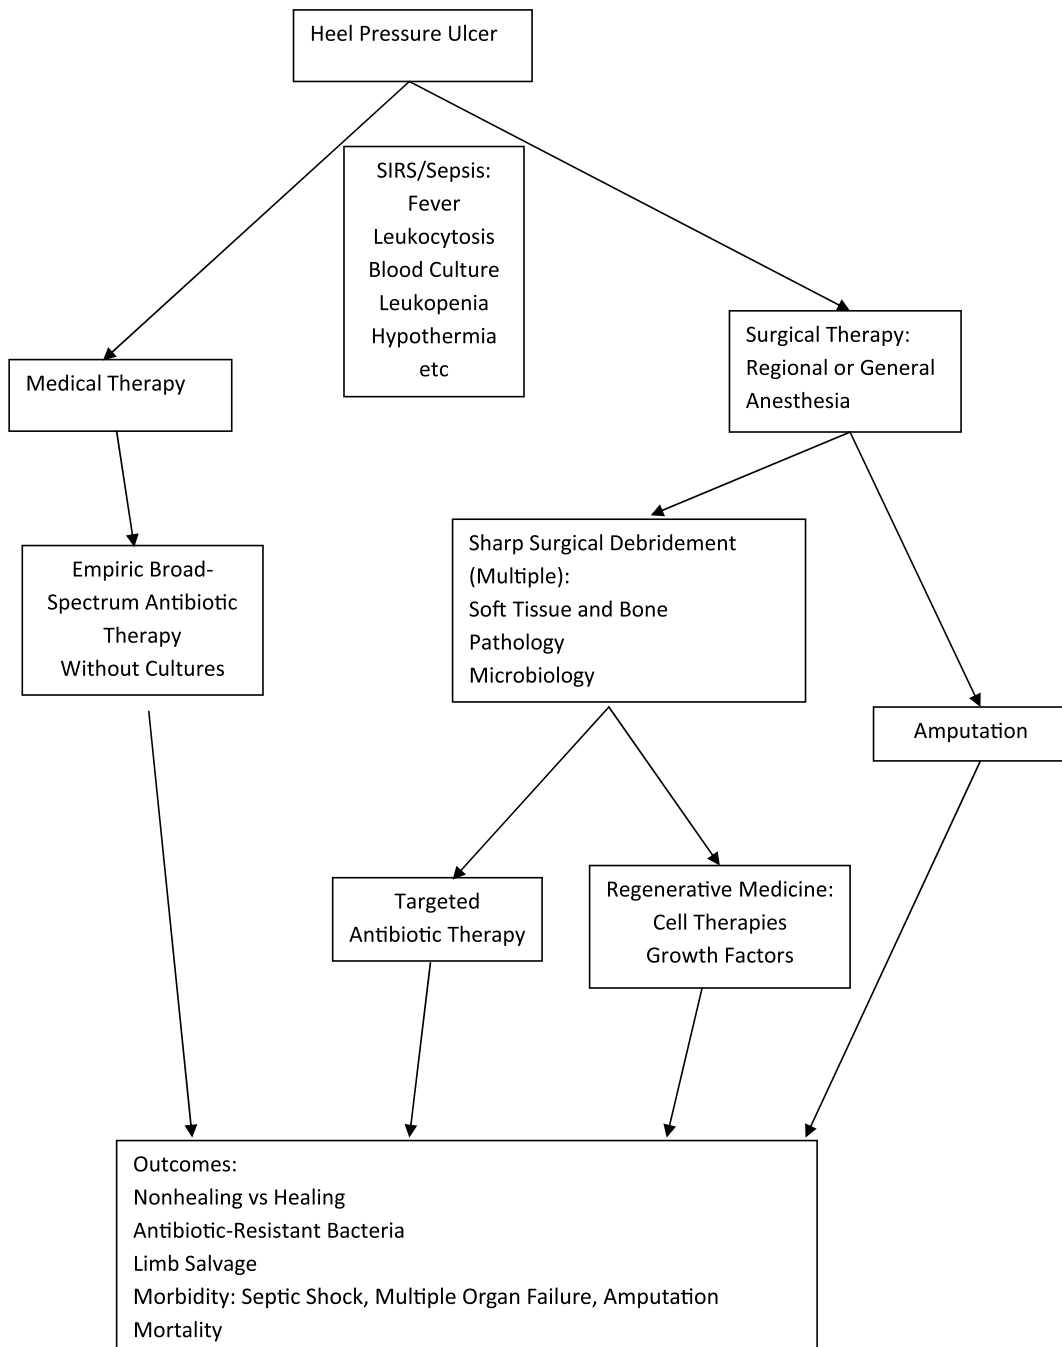 Heel Pressure Ulcer
SIRS/Sepsis:
Fever
Leukocytosis
Blood Culture
Leukopenia
Hypothermia
etc
Medical Therapy
Surgical Therapy:
Regional or General
Anesthesia
Empiric Broad-
Spectrum Antibiotic
Therapy
Without Cultures
Sharp Surgical Debridement
(Multiple):
Soft Tissue and Bone
Pathology
Microbiology
Amputation
Targeted
Antibiotic Therapy
Regenerative Medicine:
Cell Therapies
Growth Factors
Outcomes:
Nonhealing vs Healing
Antibiotic-Resistant Bacteria
Limb Salvage
Morbidity: Septic Shock, Multiple Organ Failure, Amputation
Mortality